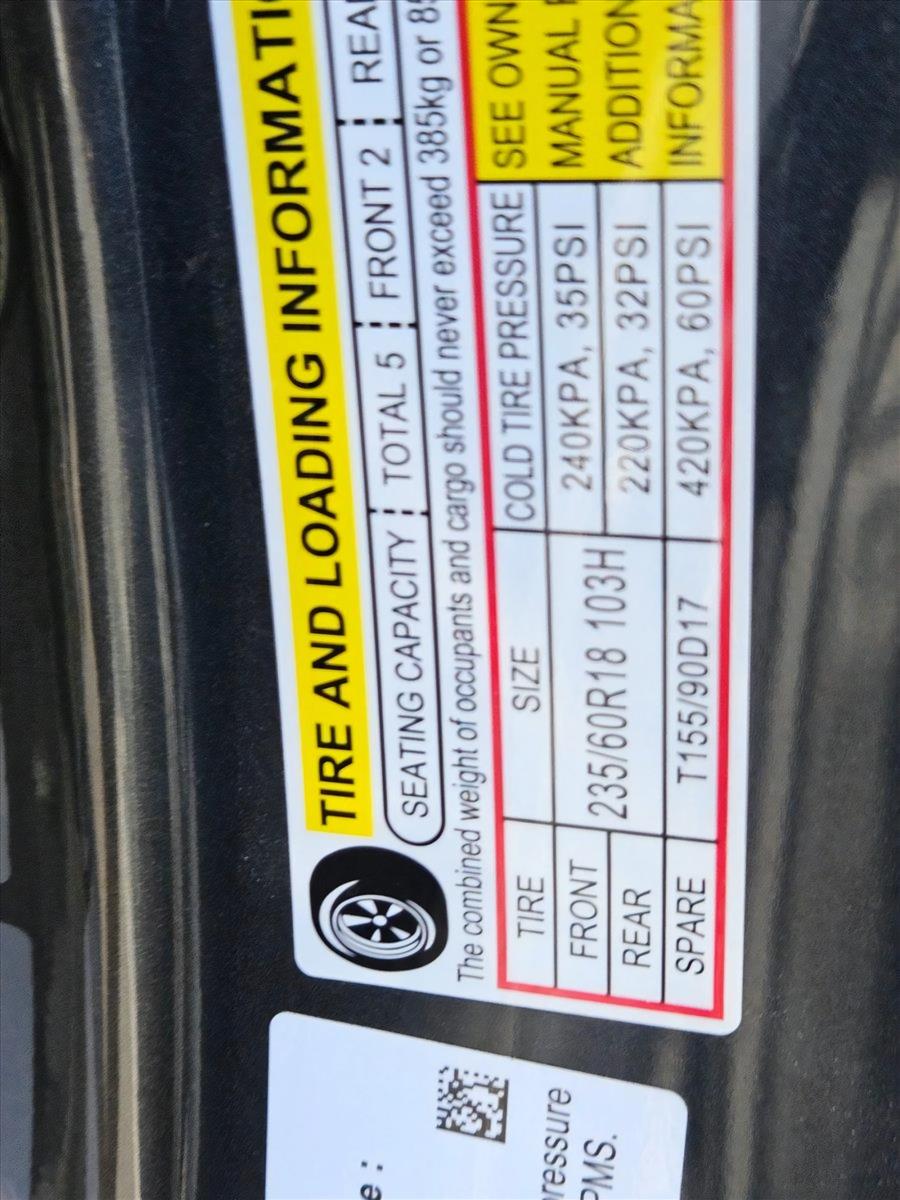 TIRE AND LOADING INFORMATI
SEATING CAPACITY TOTAL 5 FRONT 2 REA
The combined weight of occupants and cargo should never exceed 385kg or 8
TIRE SIZE COLD TIRE PRESSURE SEE OWN
FRONT 235/60R18 103H 240KPA, 35PSI MANUAL F
REAR 220KPA, 32PSI ADDITION
SPARE T155/90D17 420KPA, 60PSI INFORMA
e :
ressure
PMS.